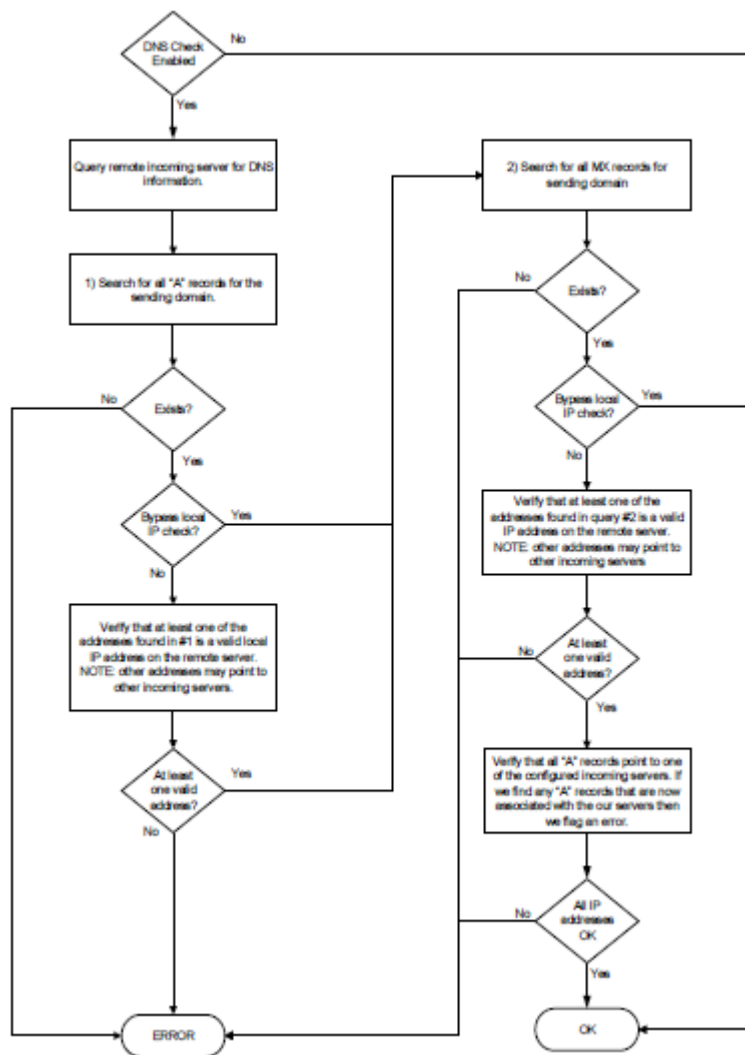 DNS Check
Enabled
No
Yes
Query remote incoming server for DNS
information.
1) Search for all "A" records for the
sending domain.
No
Exists?
Yes
Bypass local
IP check?
Yes
No
Verify that at least one of the
addresses found in #1 is a valid local
IP address on the remote server.
NOTE: other addresses may point to
other incoming servers.
At least
one valid
address?
Yes
No
ERROR
2) Search for all MX records for
sending domain
No
Exists?
Yes
Bypass local
IP check?
Yes
No
Verify that at least one of the
addresses found in query #2 is a valid
IP address on the remote server.
NOTE: other addresses may point to
other incoming servers
At least
one valid
address?
No
Yes
Verify that all "A" records point to one
of the configured incoming servers. If
we find any "A" records that are now
associated with the our servers then
we flag an error.
All IP
addresses
OK
No
Yes
OK